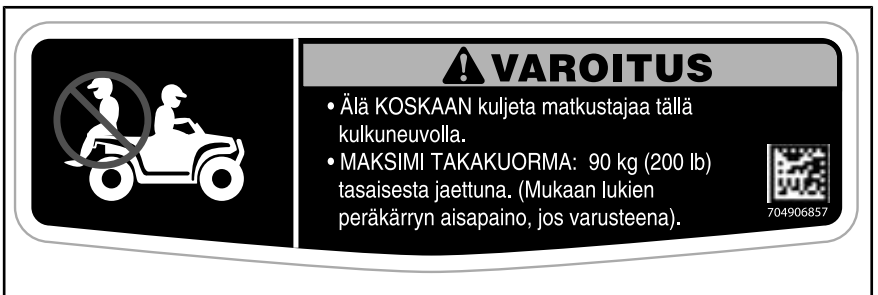 VAROITUS
• Älä KOSKAAN kuljeta matkustajaa tällä
kulkuneuvolla.
• MAKSIMI TAKAKUORMA: 90 kg (200 lb)
tasaisesta jaettuna. (Mukaan lukien
peräkärryn aisapaino, jos varusteena).
704906857